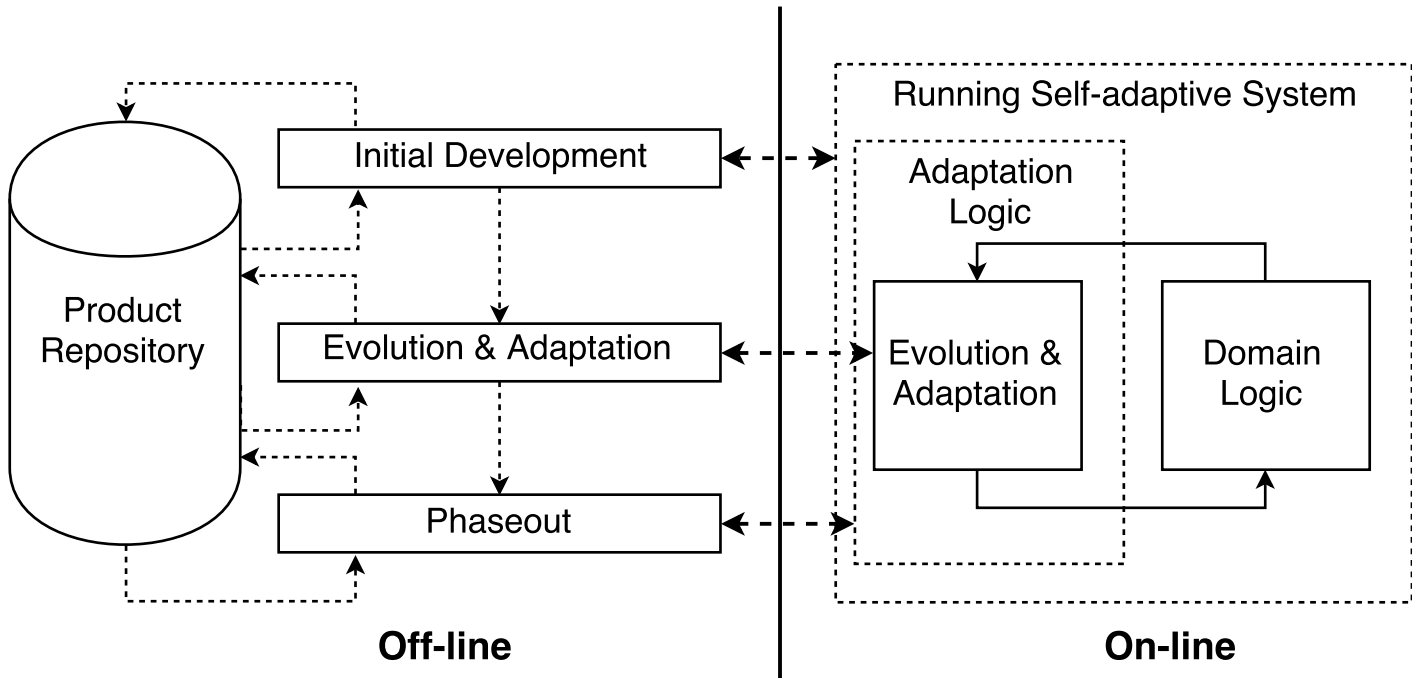 Running Self-adaptive System
Initial Development
Adaptation
Logic
Product
Repository
Evolution & Adaptation
Evolution &
Adaptation
Domain
Logic
Phaseout
Off-line
On-line